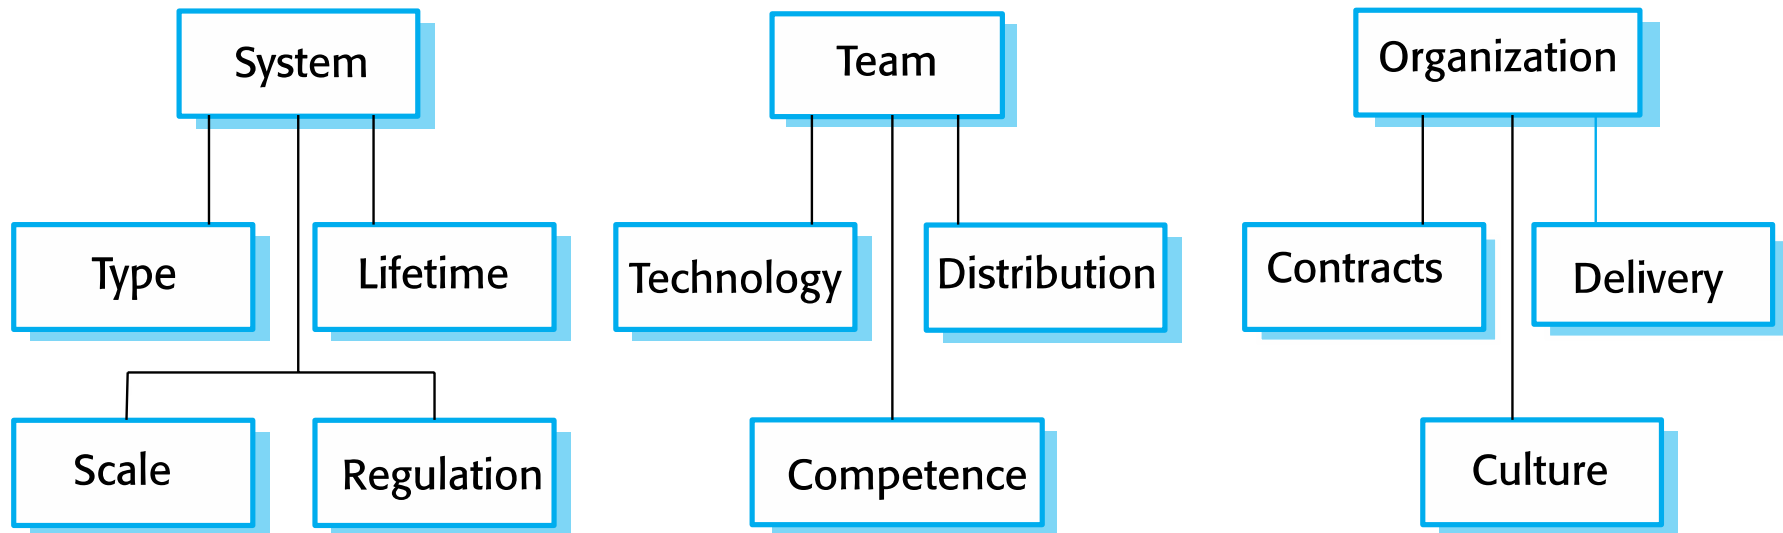 System
Team
Organization
Type
Lifetime
Technology
Distribution
Contracts
Delivery
Scale
Regulation
Competence
Culture